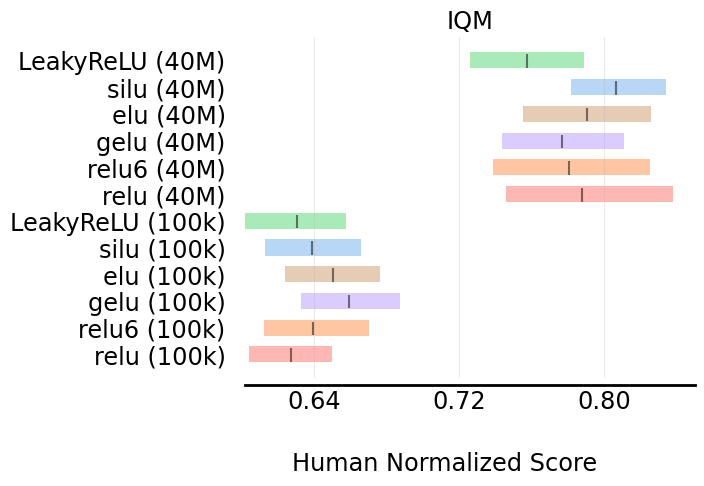 IQM
LeakyReLU (40M)
silu (40M)
elu (40M)
gelu (40M)
relu6 (40M)
relu (40M)
LeakyReLU (100k)
silu (100k)
elu (100k)
gelu (100k)
relu6 (100k)
relu (100k)
0.64 0.72 0.80
Human Normalized Score